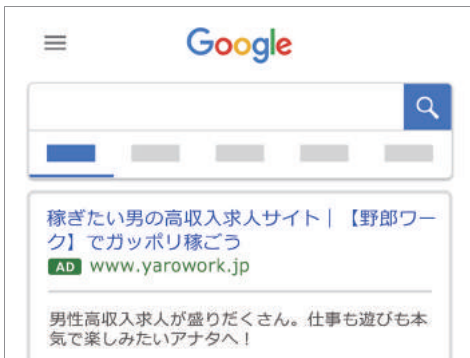 Google
稼ぎたい男の高収入求人サイト｜【野郎ワー
ク】でガッポリ稼ごう
AD www.yarowork.jp
男性高収入求人が盛りだくさん。仕事も遊びも本
気で楽しみたいアナタへ！